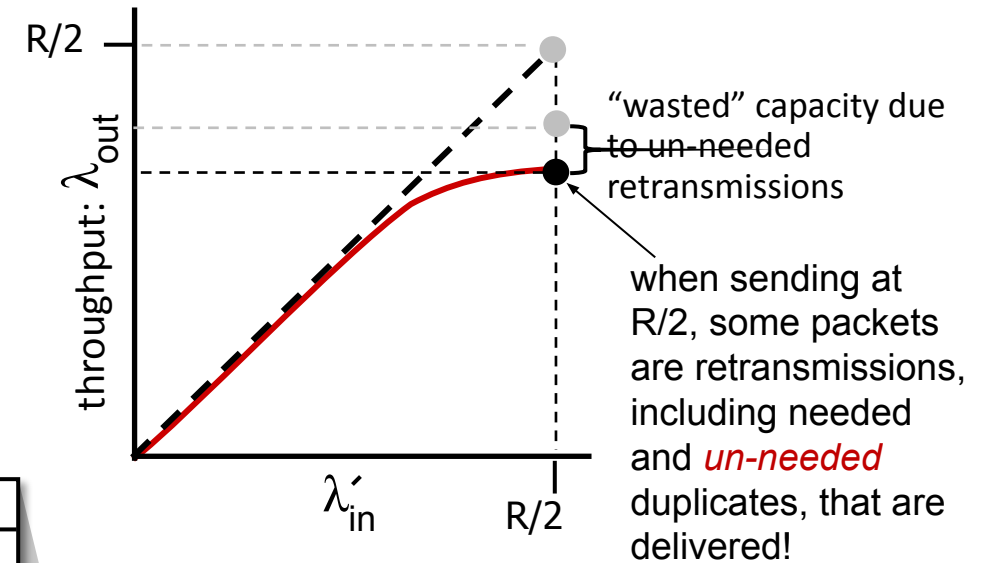 R/2
throughput: λout
“wasted” capacity due
to un-needed
retransmissions
when sending at
R/2, some packets
are retransmissions,
including needed
and un-needed
duplicates, that are
delivered!
λ′in
R/2